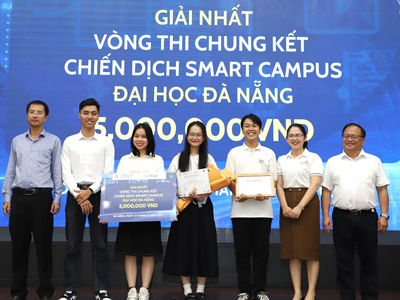 GIẢI NHẤT
VÒNG THI CHUNG KẾT
CHIẾN DỊCH SMART CAMPUS
ĐẠI HỌC ĐÀ NẴNG
5,000,000 VND
GIẢI NHẤT
VÒNG THI CHUNG KẾT
CHIẾN DỊCH SMART CAMPUS
ĐẠI HỌC ĐÀ NẴNG
5,000,000 VND